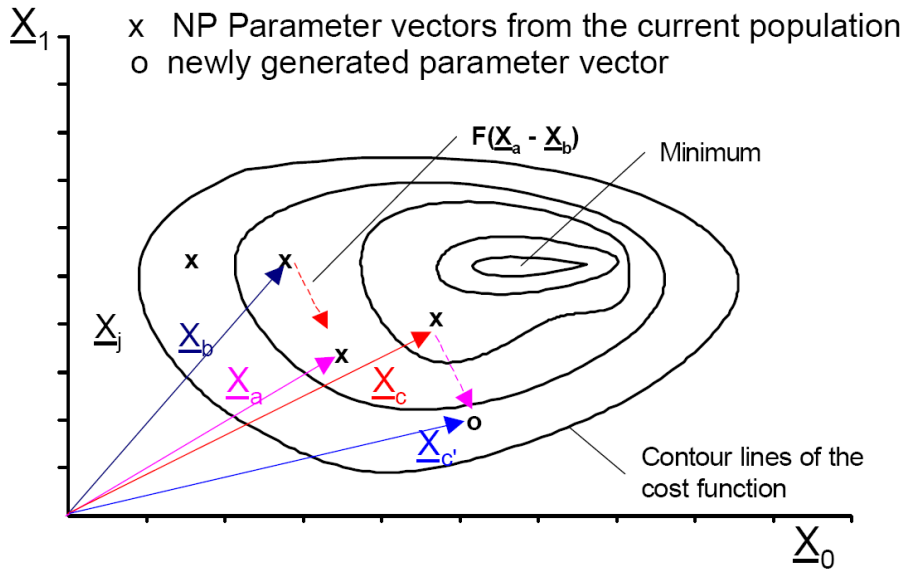 X1
x NP Parameter vectors from the current population
o newly generated parameter vector
F(Xa - Xb)
Minimum
x
x
x
x
Xj
Xb
Xa
Xc
o
Xc'
Contour lines of the
cost function
X0